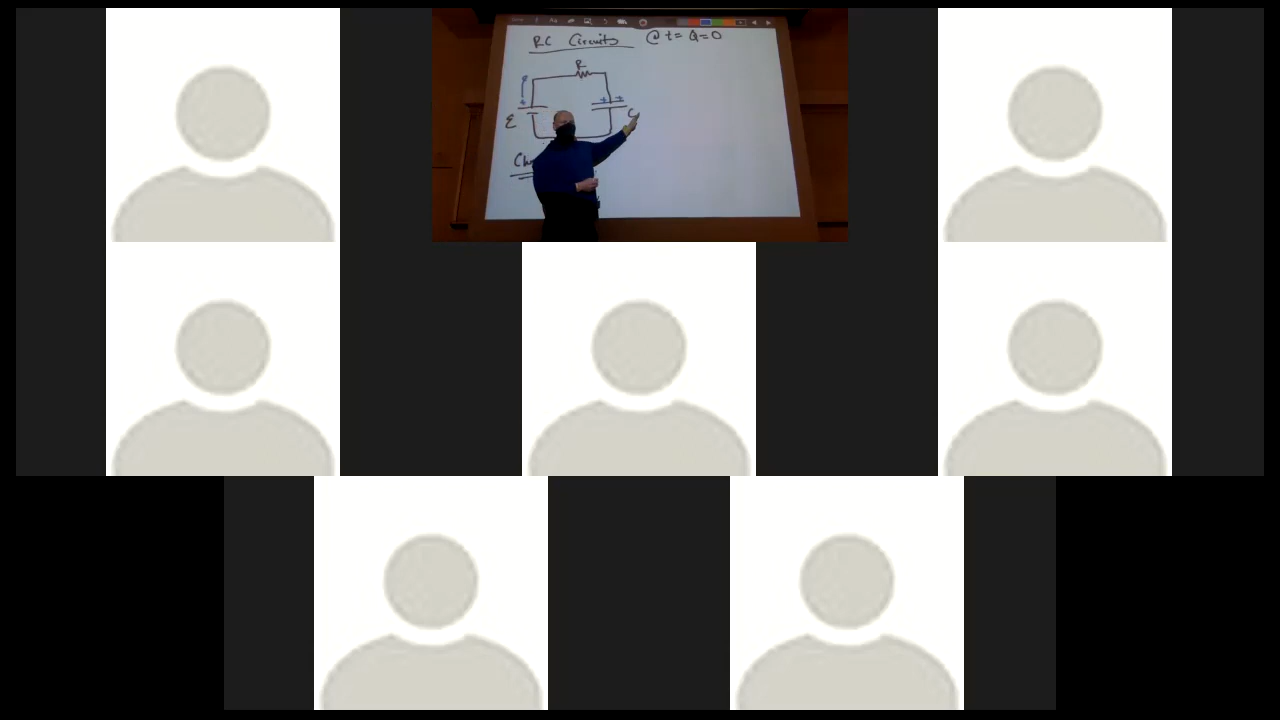 RC Circuits @ t= Q=0
R
+ +
ε
C